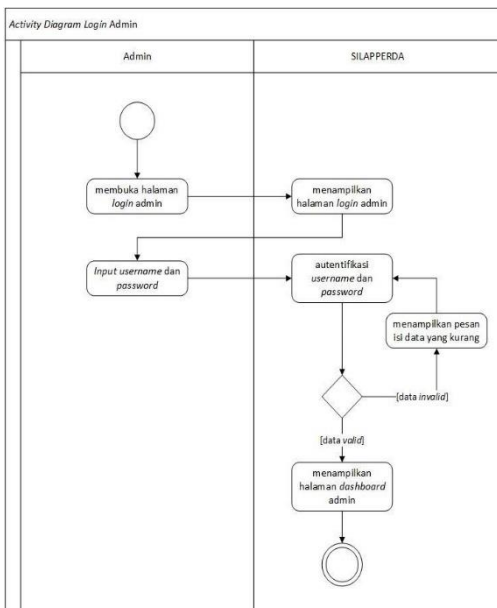 Activity Diagram Login Admin
Admin
SILAPPERDA
membuka halaman
login admin
menampilkan
halaman login admin
Input username dan
password
autentifikasi
username dan
password
menampilkan pesan
isi data yang kurang
[data invalid]
[data valid]
menampilkan
halaman dashboard
admin